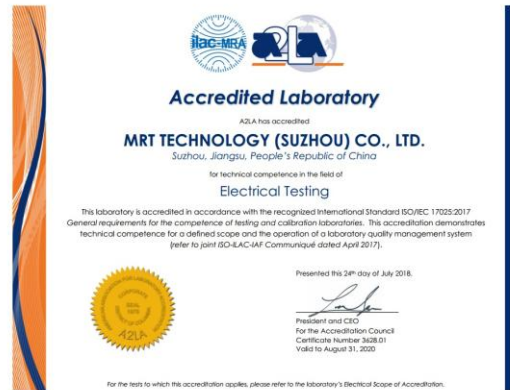 ilac-MRA
A2LA
Accredited Laboratory
A2LA has accredited
MRT TECHNOLOGY (SUZHOU) CO., LTD.
Suzhou, Jiangsu, People's Republic of China
for technical competence in the field of
Electrical Testing
This laboratory is accredited in accordance with the recognized International Standard ISO/IEC 17025:2017
General requirements for the competence of testing and calibration laboratories. This accreditation demonstrates
technical competence for a defined scope and the operation of a laboratory quality management system
(refer to joint ISO-ILAC-IAF Communiqué dated April 2017).
Presented this 24th day of July 2018.
President and CEO
For the Accreditation Council
Certificate Number 3628.01
Valid to August 31, 2020
CORPORATE
SEAL
1978
A2LA
For the tests to which this accreditation applies, please refer to the laboratory's Electrical Scope of Accreditation.